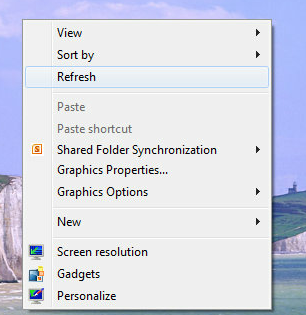 View
Sort by
Refresh
Paste
Paste shortcut
Shared Folder Synchronization
Graphics Properties...
Graphics Options
New
Screen resolution
Gadgets
Personalize